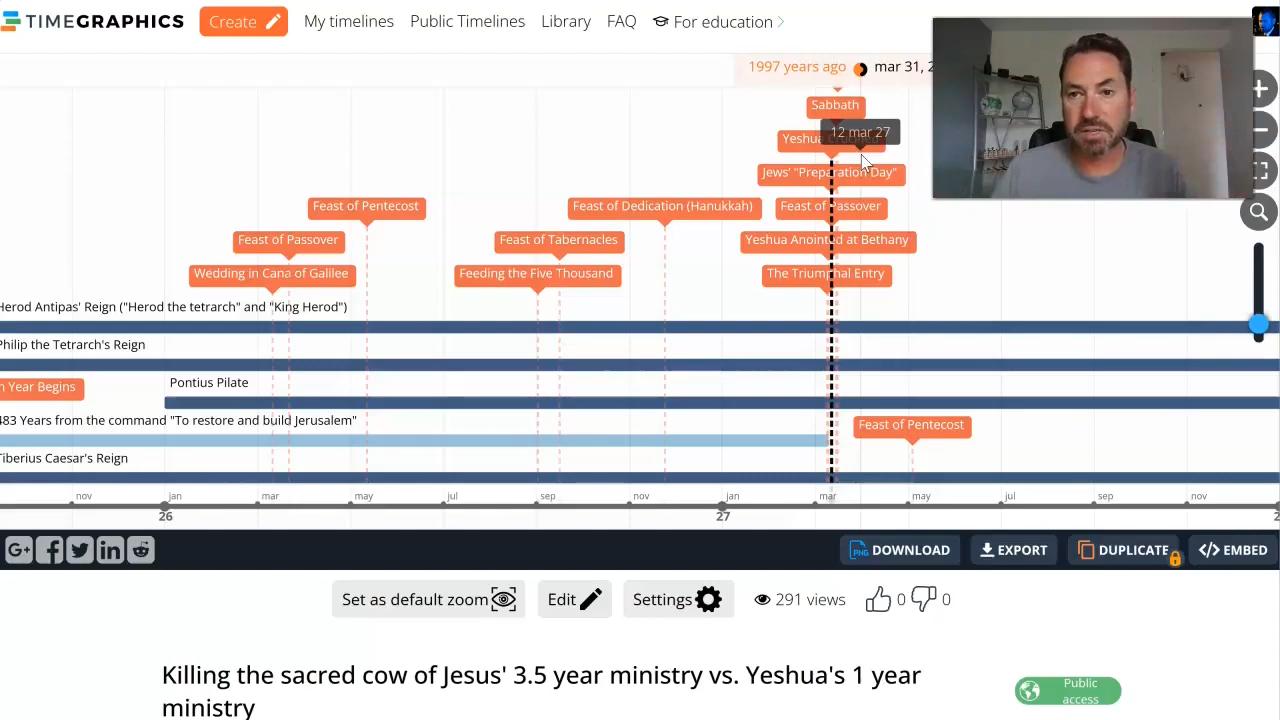 TIMEGRAPHICS
Create
My timelines
Public Timelines
Library
FAQ
For education
1997 years ago
mar 31, 2
Sabbath
12 mar 27
Yeshua
Jews' "Preparation Day"
Feast of Pentecost
Feast of Dedication (Hanukkah)
Feast of Passover
Feast of Passover
Feast of Tabernacles
Yeshua Anointed at Bethany
Wedding in Cana of Galilee
Feeding the Five Thousand
The Triumphal Entry
Herod Antipas' Reign ("Herod the tetrarch" and "King Herod")
Philip the Tetrarch's Reign
n Year Begins
Pontius Pilate
483 Years from the command "To restore and build Jerusalem"
Feast of Pentecost
Tiberius Caesar's Reign
nov
jan
mar
may
jul
sep
nov
jan
mar
may
jul
sep
nov
26
27
2
G+
PNG DOWNLOAD
EXPORT
DUPLICATE
</> EMBED
Set as default zoom
Edit
Settings
291 views
0
0
Killing the sacred cow of Jesus' 3.5 year ministry vs. Yeshua's 1 year
ministry
Public
access